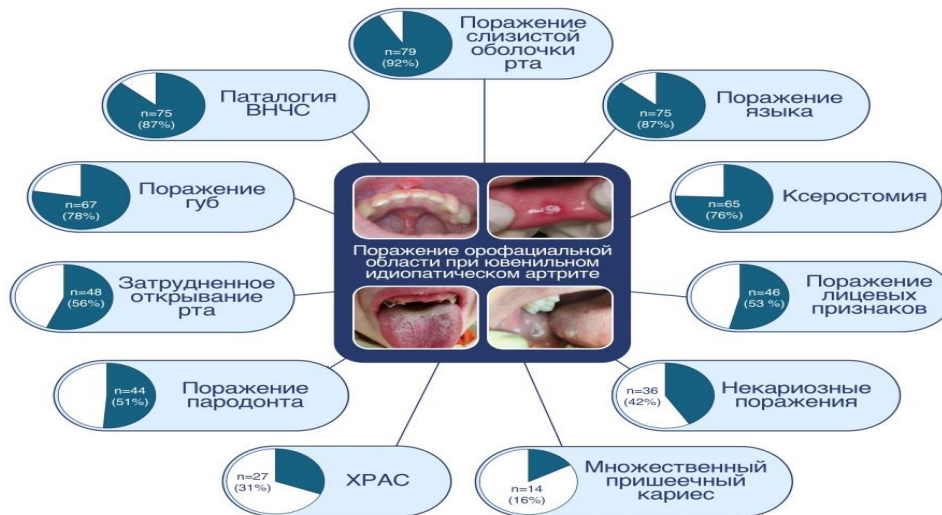 n=79
(92%)
Поражение
слизистой
оболочки
рта
n=75
(87%)
Паталогия
ВНЧС
n=75
(87%)
Поражение
языка
n=67
(78%)
Поражение
губ
n=65
(76%)
Ксеростомия
Поражение орофациальной
области при ювенильном
идиопатическом артрите
n=48
(56%)
Затрудненное
открывание
рта
n=46
(53 %)
Поражение
лицевых
признаков
n=44
(51%)
Поражение
пародонта
n=36
(42%)
Некариозные
поражения
n=27
(31%)
ХРАС
n=14
(16%)
Множественный
пришеечный
кариес